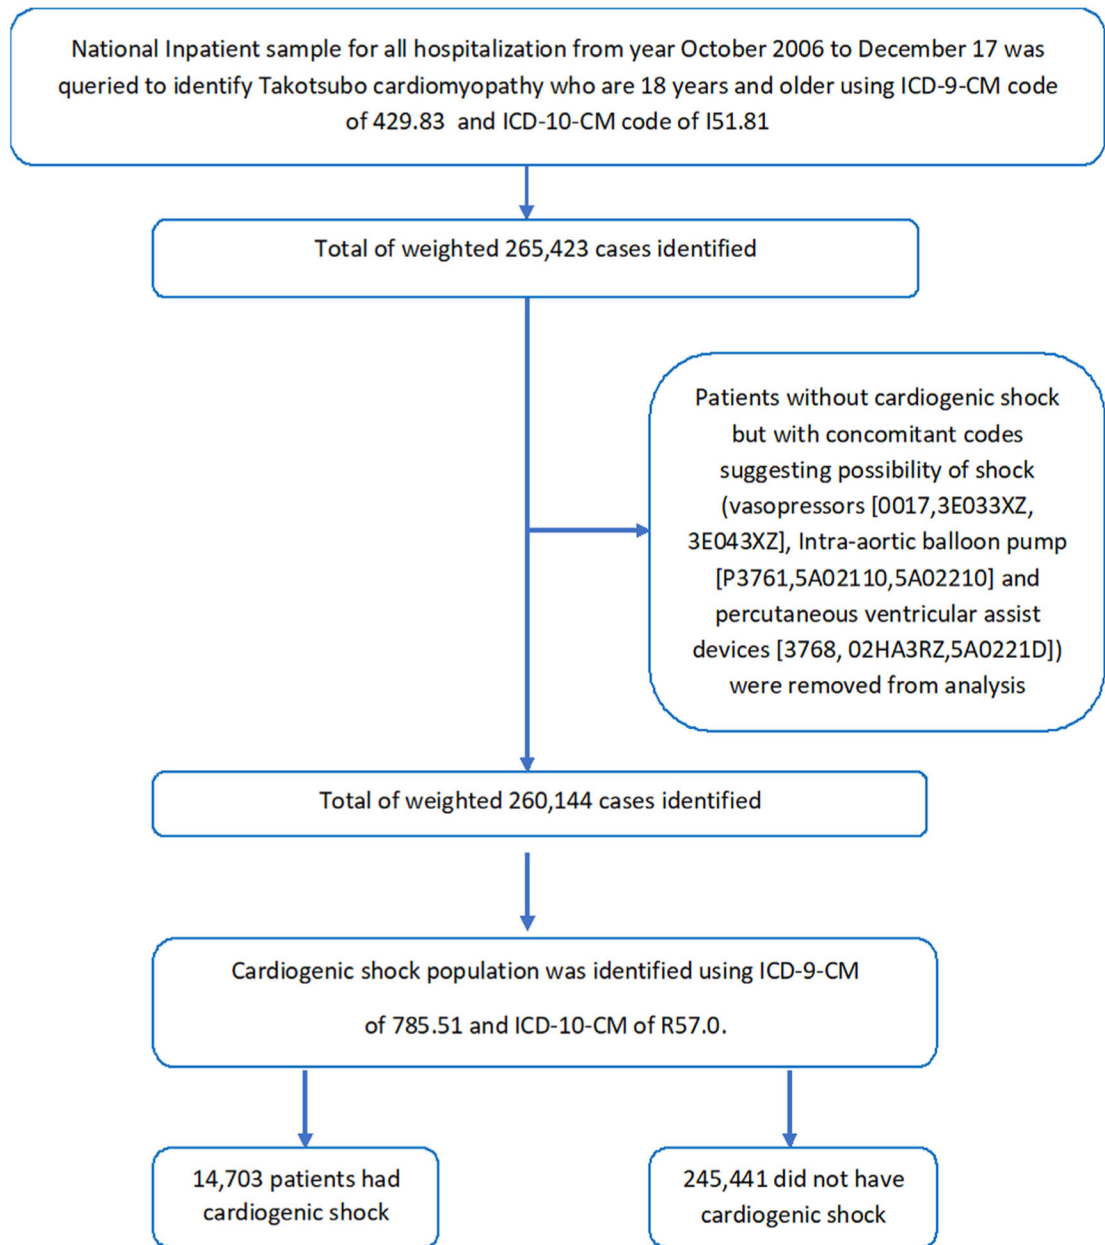 National Inpatient sample for all hospitalization from year October 2006 to December 17 was
queried to identify Takotsubo cardiomyopathy who are 18 years and older using ICD-9-CM code
of 429.83 and ICD-10-CM code of I51.81
Total of weighted 265,423 cases identified
Patients without cardiogenic shock
but with concomitant codes
suggesting possibility of shock
(vasopressors [0017,3E033XZ,
3E043XZ], Intra-aortic balloon pump
[P3761,5A02110,5A02210] and
percutaneous ventricular assist
devices [3768, 02HA3RZ,5A0221D])
were removed from analysis
Total of weighted 260,144 cases identified
Cardiogenic shock population was identified using ICD-9-CM
of 785.51 and ICD-10-CM of R57.0.
14,703 patients had
cardiogenic shock
245,441 did not have
cardiogenic shock